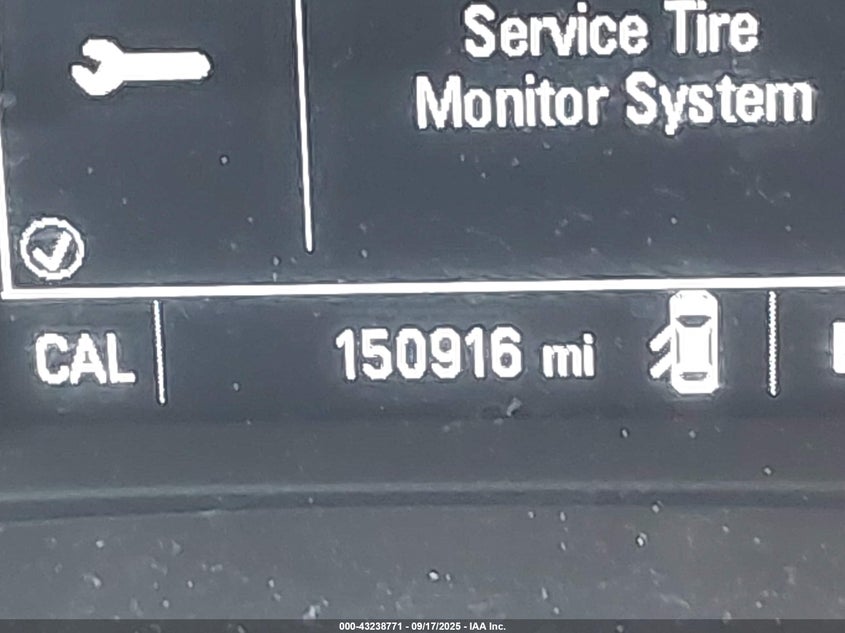 Service Tire
Monitor System
CAL
150916 mi
000-43238771 - 09/17/2025 - IAA Inc.